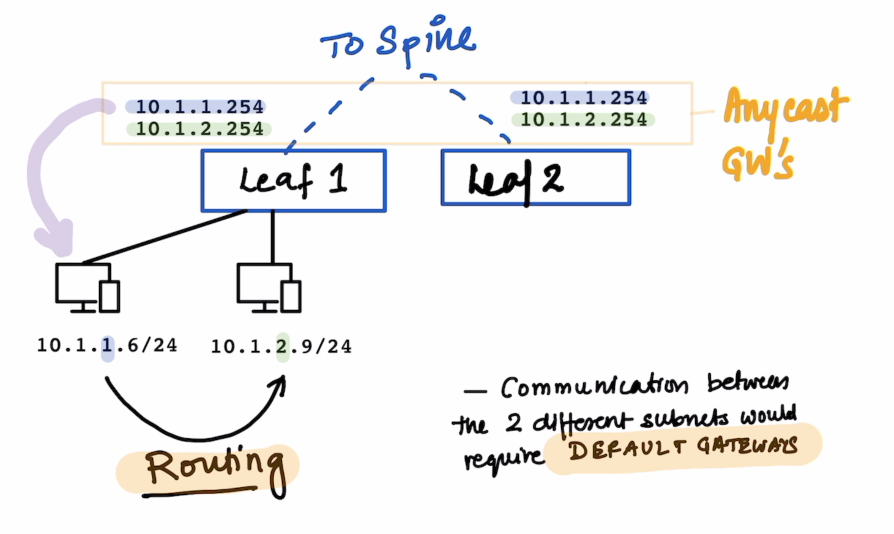 To Spine
10.1.1.254
10.1.2.254
10.1.1.254
10.1.2.254
Anycast
GW's
Leaf 1
Leaf 2
10.1.1.6/24
10.1.2.9/24
Routing
— Communication between
the 2 different subnets would
require DEFAULT GATEWAYS